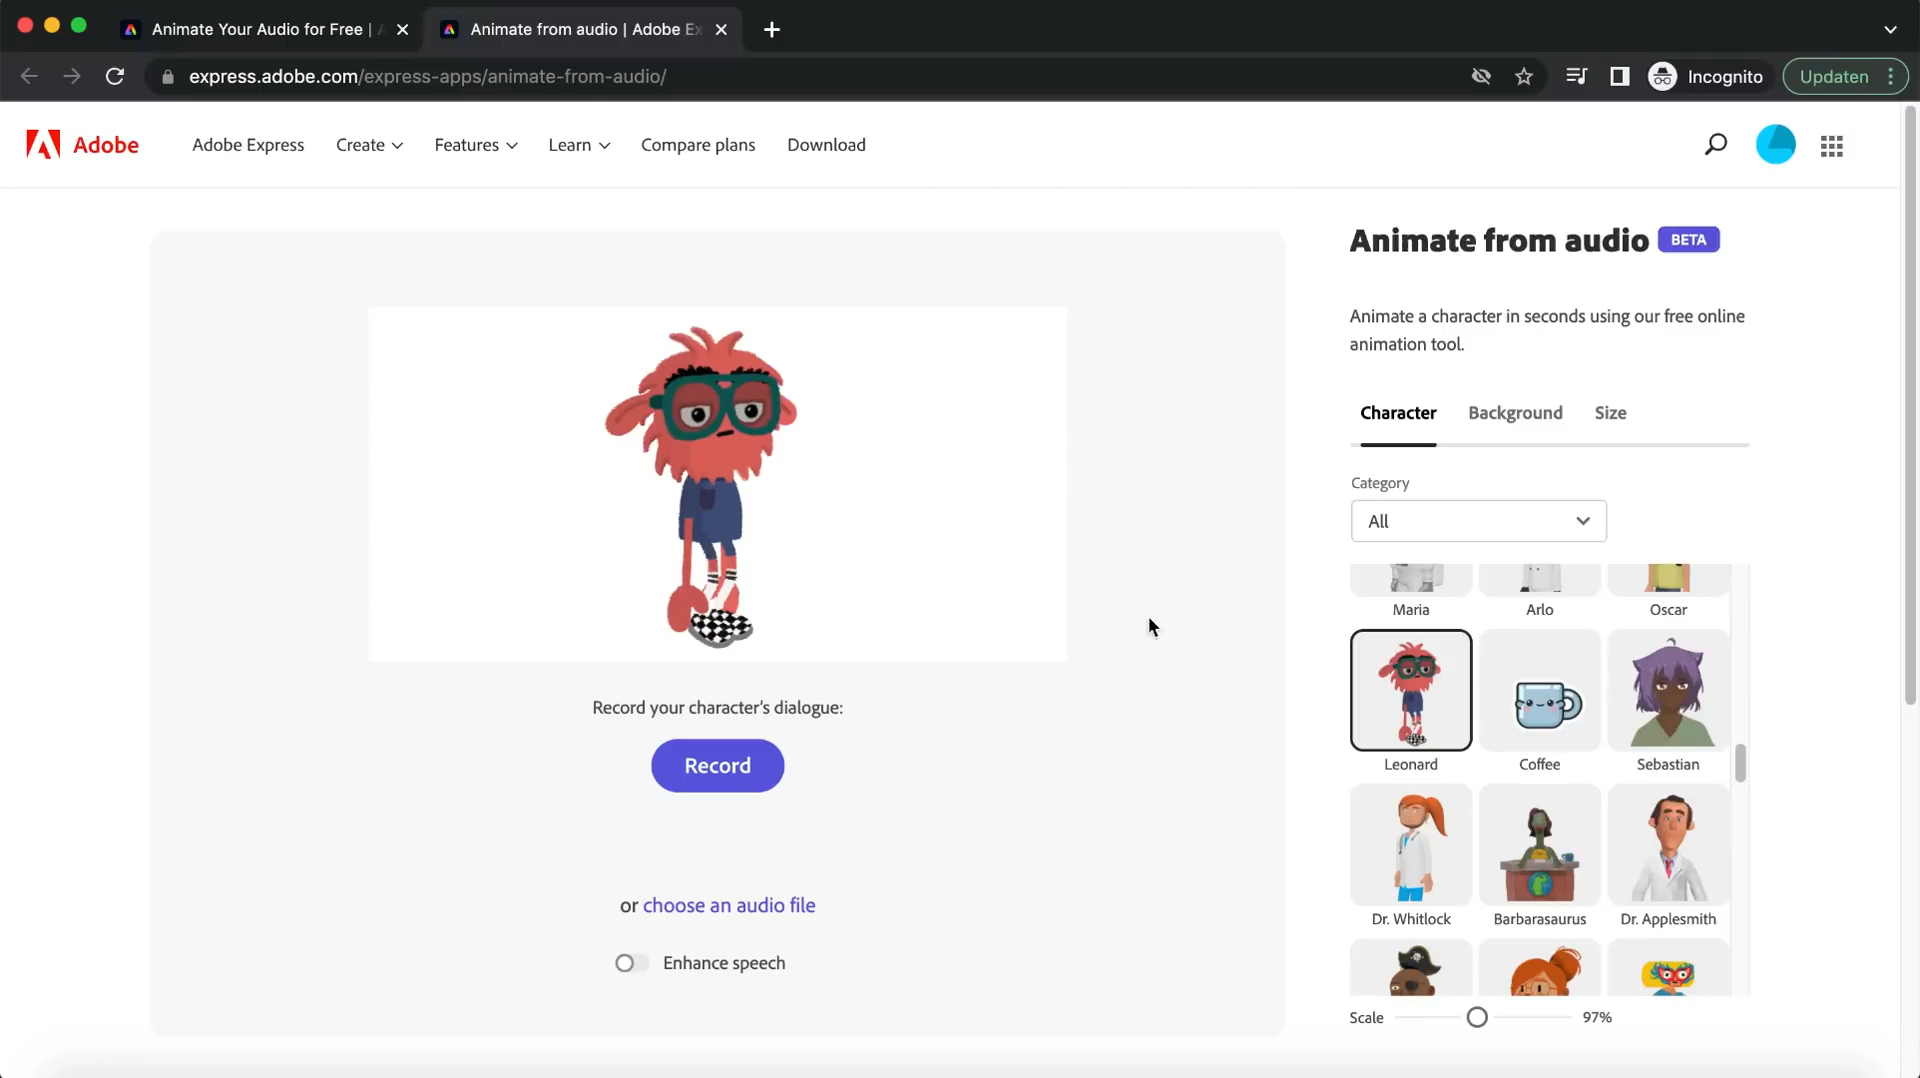 Animate Your Audio for Free |
Animate from audio | Adobe Ex
express.adobe.com/express-apps/animate-from-audio/
Incognito
Updaten
Adobe
Adobe Express
Create
Features
Learn
Compare plans
Download
Animate from audio
BETA
Animate a character in seconds using our free online
animation tool.
Character
Background
Size
Category
All
Maria
Arlo
Oscar
Leonard
Coffee
Sebastian
Dr. Whitlock
Barbarasaurus
Dr. Applesmith
Scale
97%
Record your character's dialogue:
Record
or choose an audio file
Enhance speech